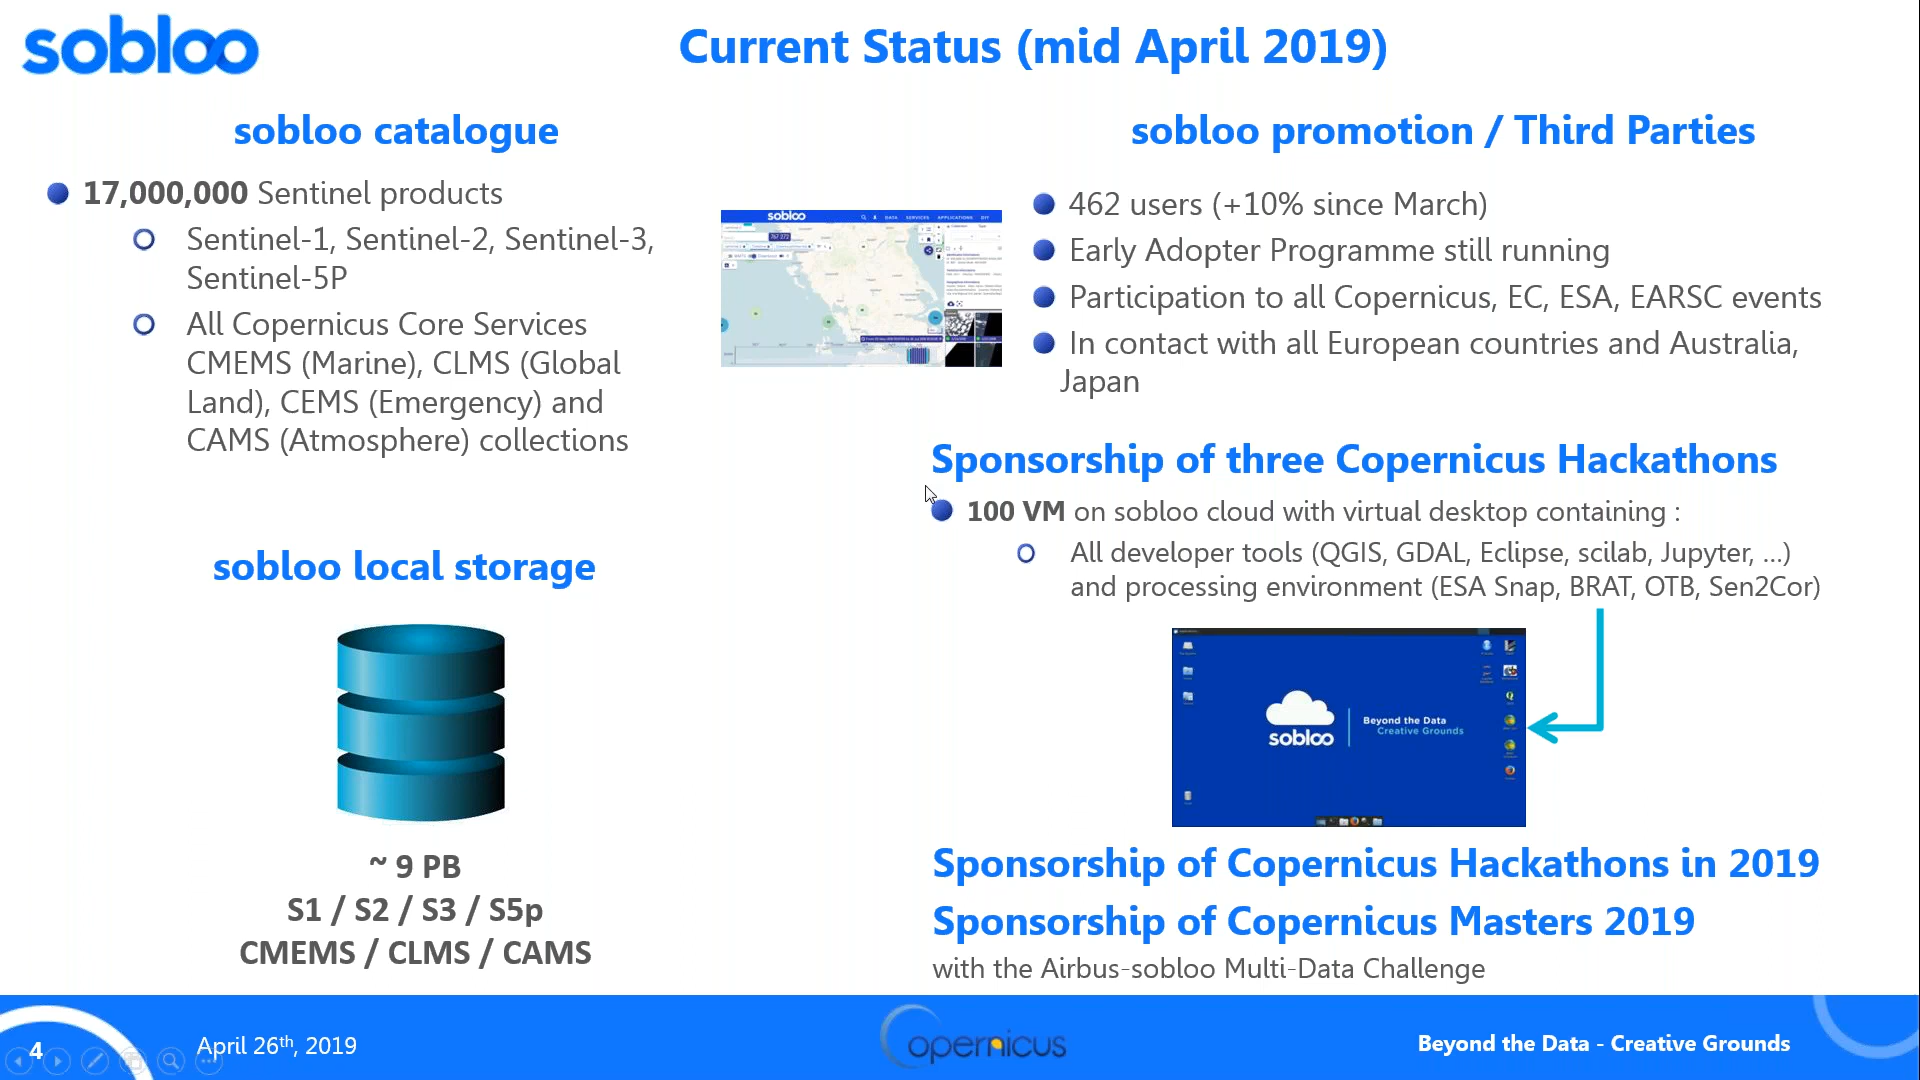 sobloo
Current Status (mid April 2019)
sobloo catalogue
17,000,000 Sentinel products
Sentinel-1, Sentinel-2, Sentinel-3,
Sentinel-5P
All Copernicus Core Services
CMEMS (Marine), CLMS (Global
Land), CEMS (Emergency) and
CAMS (Atmosphere) collections
sobloo local storage
~ 9 PB
S1 / S2 / S3 / S5p
CMEMS / CLMS / CAMS
sobloo
DATA SERVICES APPLICATIONS DIY
sobloo promotion / Third Parties
462 users (+10% since March)
Early Adopter Programme still running
Participation to all Copernicus, EC, ESA, EARSC events
In contact with all European countries and Australia,
Japan
Sponsorship of three Copernicus Hackathons
100 VM on sobloo cloud with virtual desktop containing :
All developer tools (QGIS, GDAL, Eclipse, scilab, Jupyter, ...)
and processing environment (ESA Snap, BRAT, OTB, Sen2Cor)
sobloo
Beyond the Data
Creative Grounds
Sponsorship of Copernicus Hackathons in 2019
Sponsorship of Copernicus Masters 2019
with the Airbus-sobloo Multi-Data Challenge
4
April 26th, 2019
opernicus
Beyond the Data - Creative Grounds